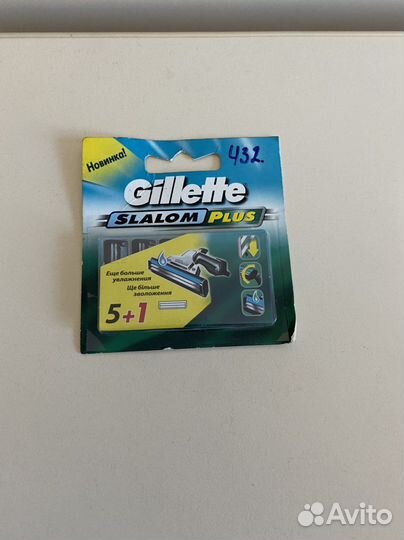 Новинка!
432.
Gillette
SLALOM PLUS
Еще больше
увлажнения
Ще більше
зволоження
5+1
Avito